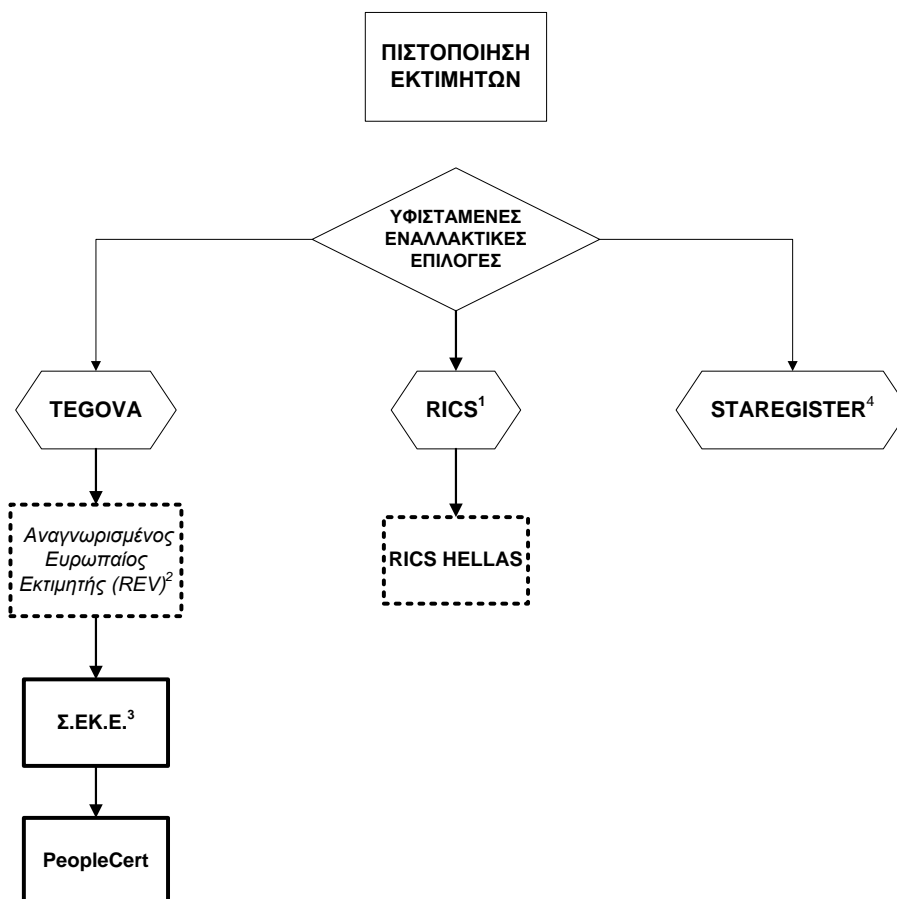 ΠΙΣΤΟΠΟΙΗΣΗ
ΕΚΤΙΜΗΤΩΝ
ΥΦΙΣΤΑΜΕΝΕΣ
ΕΝΑΛΛΑΚΤΙΚΕΣ
ΕΠΙΛΟΓΕΣ
TEGOVA
RICS¹
STAREGISTER⁴
Αναγνωρισμένος
Ευρωπαίος
Εκτιμητής (REV)²
RICS HELLAS
Σ.ΕΚ.Ε.³
PeopleCert